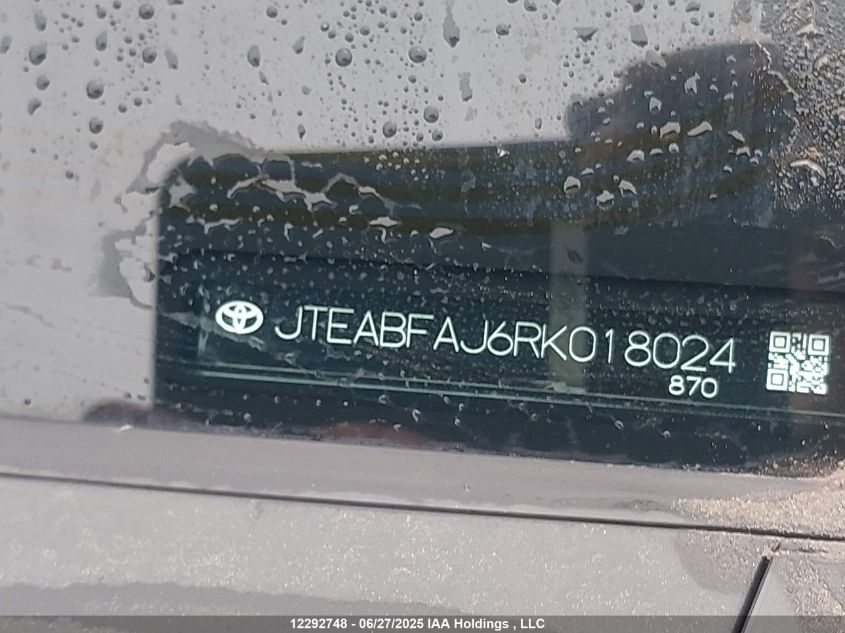 JTEABFAJ6RK018024
870
12292748 - 06/27/2025 IAA Holdings , LLC